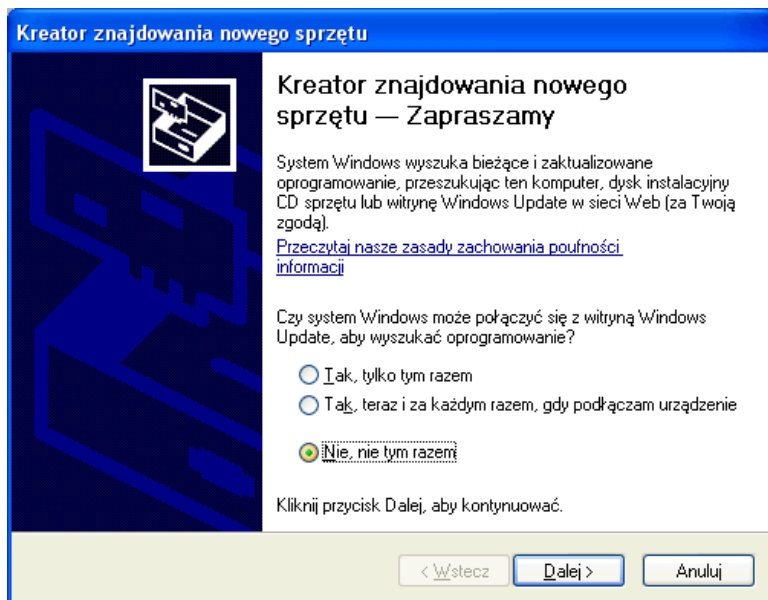 Kreator znajdowania nowego sprzętu
Kreator znajdowania nowego
sprzętu — Zapraszamy
System Windows wyszuka bieżące i zaktualizowane
oprogramowanie, przeszukując ten komputer, dysk instalacyjny
CD sprzętu lub witrynę Windows Update w sieci Web (za Twoją
zgodą).
Przeczytaj nasze zasady zachowania poufności
informacji
Czy system Windows może połączyć się z witryną Windows
Update, aby wyszukać oprogramowanie?
Tak, tylko tym razem
Tak, teraz i za każdym razem, gdy podłączam urządzenie
Nie, nie tym razem
Kliknij przycisk Dalej, aby kontynuować.
< Wstecz Dalej > Anuluj